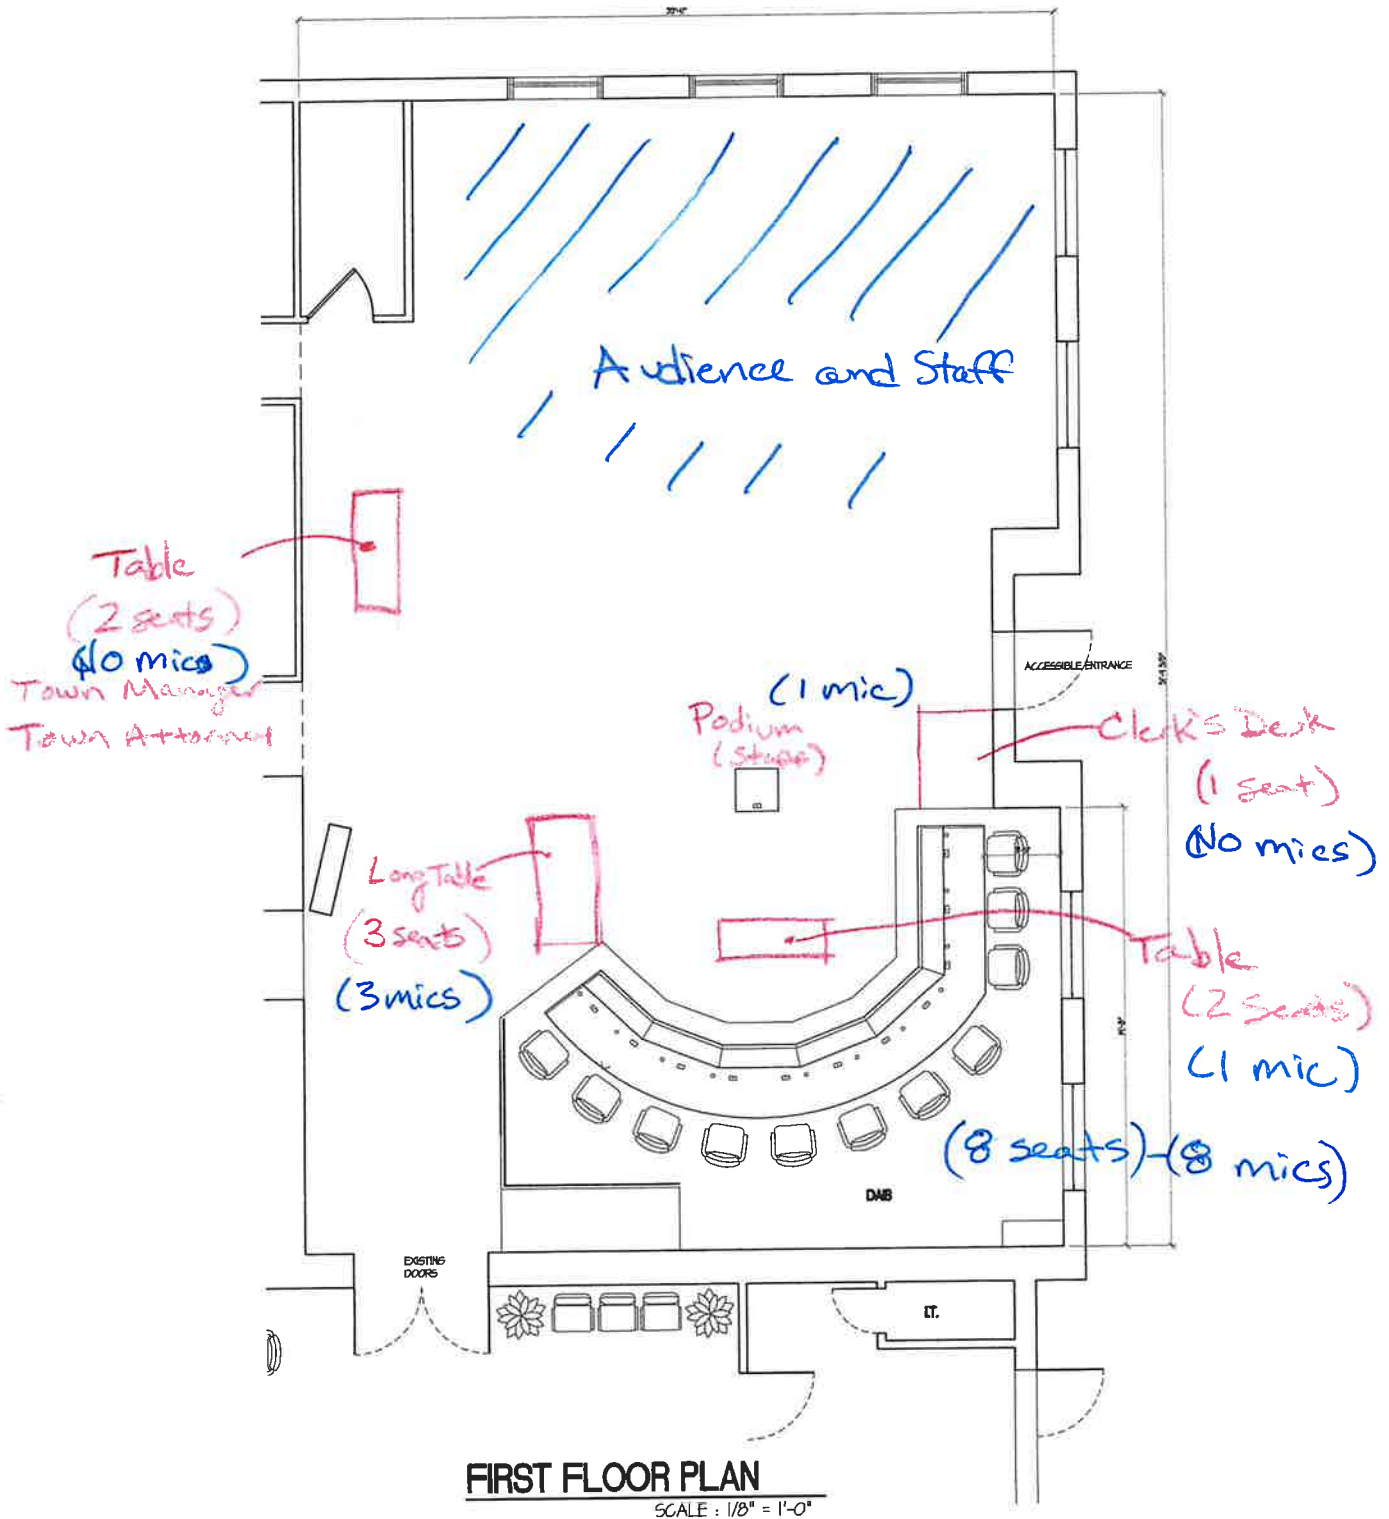 Audience and Staff
Table
(2 seats)
(No mics)
Town Manager
Town Attorney
ACCESSIBLE ENTRANCE
(1 mic)
Podium
Clerk's Desk
(1 seat)
(No mics)
Long Table
(3 seats)
(3 mics)
Table
(2 Seats)
(1 mic)
(8 seats)-(8 mics)
DAIS
EXISTING
DOORS
I.T.
FIRST FLOOR PLAN
SCALE : 1/8" = 1'-0"